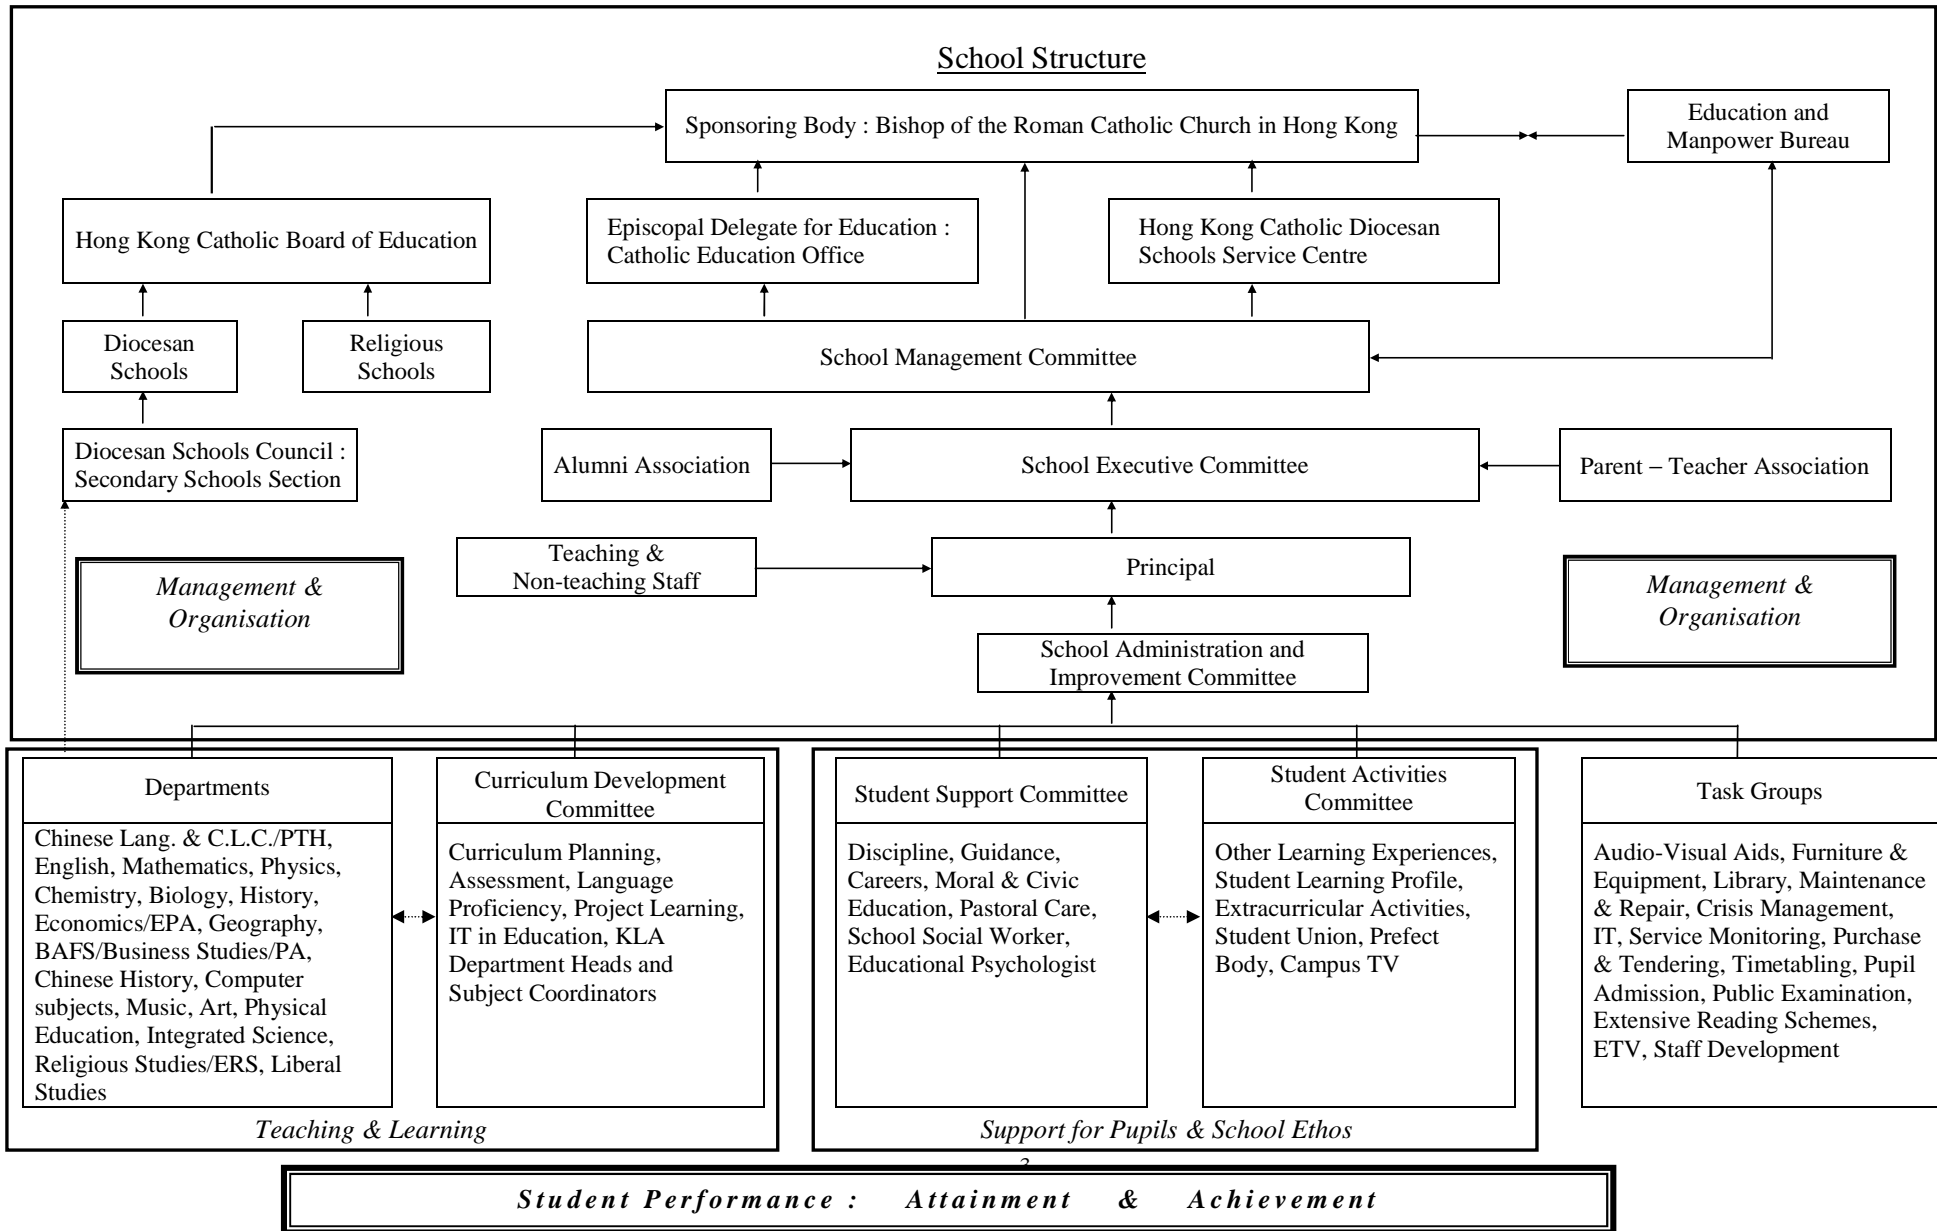 School Structure
Sponsoring Body : Bishop of the Roman Catholic Church in Hong Kong
Education and
Manpower Bureau
Hong Kong Catholic Board of Education
Episcopal Delegate for Education :
Catholic Education Office
Hong Kong Catholic Diocesan
Schools Service Centre
Diocesan
Schools
Religious
Schools
School Management Committee
Diocesan Schools Council :
Secondary Schools Section
Alumni Association
School Executive Committee
Parent – Teacher Association
Teaching &
Non-teaching Staff
Principal
Management &
Organisation
Management &
Organisation
School Administration and
Improvement Committee
Departments
Chinese Lang. & C.L.C./PTH,
English, Mathematics, Physics,
Chemistry, Biology, History,
Economics/EPA, Geography,
BAFS/Business Studies/PA,
Chinese History, Computer
subjects, Music, Art, Physical
Education, Integrated Science,
Religious Studies/ERS, Liberal
Studies
Curriculum Development
Committee
Curriculum Planning,
Assessment, Language
Proficiency, Project Learning,
IT in Education, KLA
Department Heads and
Subject Coordinators
Teaching & Learning
Student Support Committee
Discipline, Guidance,
Careers, Moral & Civic
Education, Pastoral Care,
School Social Worker,
Educational Psychologist
Student Activities
Committee
Other Learning Experiences,
Student Learning Profile,
Extracurricular Activities,
Student Union, Prefect
Body, Campus TV
Support for Pupils & School Ethos
Task Groups
Audio-Visual Aids, Furniture &
Equipment, Library, Maintenance
& Repair, Crisis Management,
IT, Service Monitoring, Purchase
& Tendering, Timetabling, Pupil
Admission, Public Examination,
Extensive Reading Schemes,
ETV, Staff Development
Student Performance : Attainment & Achievement